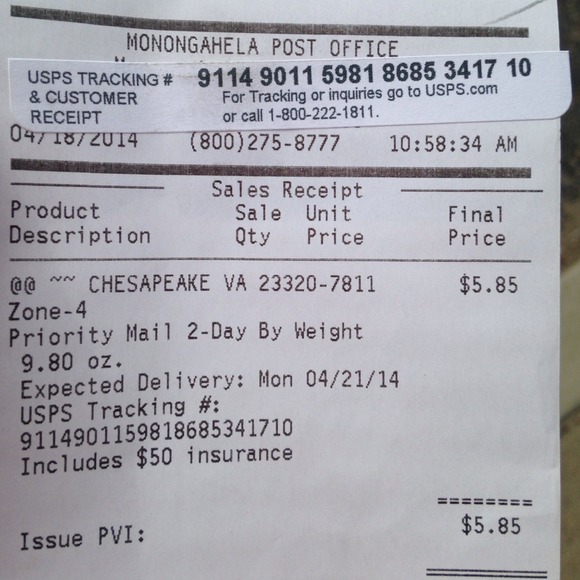 MONONGAHELA POST OFFICE
USPS TRACKING # 9114 9011 5981 8685 3417 10
& CUSTOMER For Tracking or inquiries go to USPS.com
RECEIPT or call 1-800-222-1811.
04/18/2014 (800)275-8777 10:58:34 AM
Sales Receipt
Product Sale Unit Final
Description Qty Price Price
@@ ~~ CHESAPEAKE VA 23320-7811 $5.85
Zone-4
Priority Mail 2-Day By Weight
9.80 oz.
Expected Delivery: Mon 04/21/14
USPS Tracking #:
9114901159818685341710
Includes $50 insurance
========
Issue PVI: $5.85